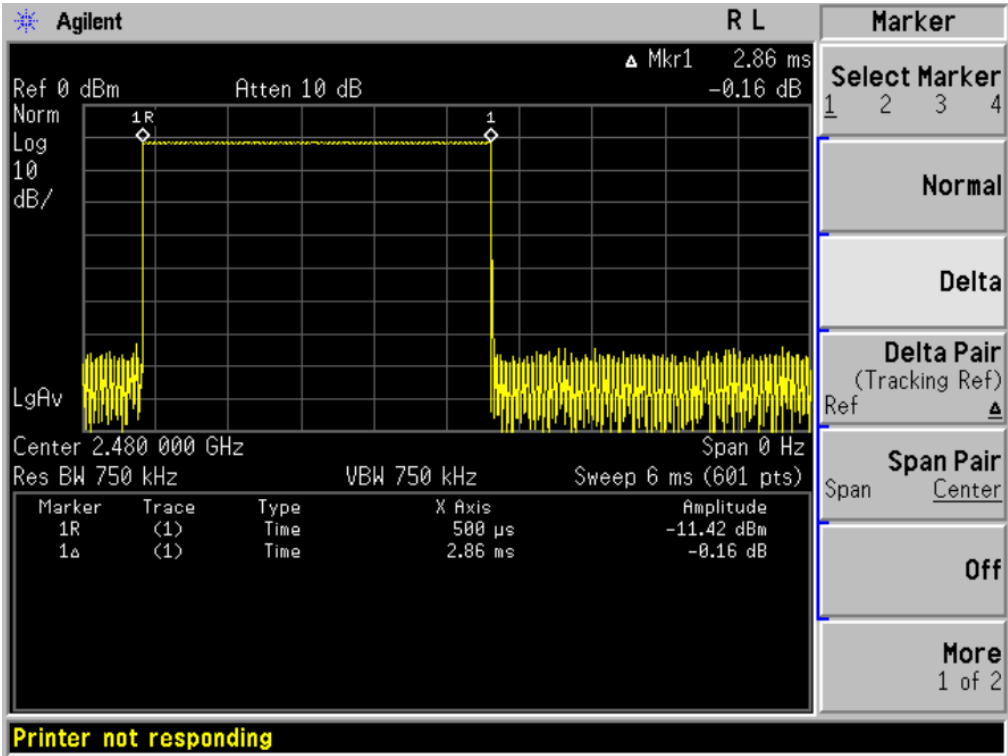 Agilent R L Marker
Δ Mkr1 2.86 ms
Ref 0 dBm Atten 10 dB -0.16 dB
Norm
Log
10
dB/
1R 1
LgAv
Center 2.480 000 GHz Span 0 Hz
Res BW 750 kHz VBW 750 kHz Sweep 6 ms (601 pts)
Marker Trace Type X Axis Amplitude
1R (1) Time 500 µs -11.42 dBm
1Δ (1) Time 2.86 ms -0.16 dB
Select Marker
1 2 3 4
Normal
Delta
Delta Pair
(Tracking Ref)
Ref Δ
Span Pair
Span Center
Off
More
1 of 2
Printer not responding